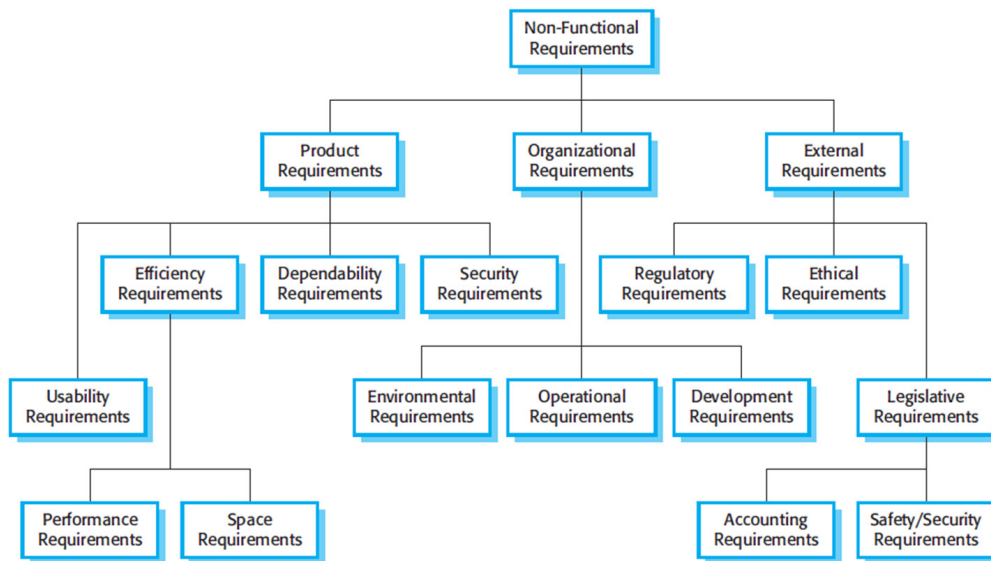 Non-Functional
Requirements
Product
Requirements
Organizational
Requirements
External
Requirements
Efficiency
Requirements
Dependability
Requirements
Security
Requirements
Regulatory
Requirements
Ethical
Requirements
Usability
Requirements
Environmental
Requirements
Operational
Requirements
Development
Requirements
Legislative
Requirements
Performance
Requirements
Space
Requirements
Accounting
Requirements
Safety/Security
Requirements